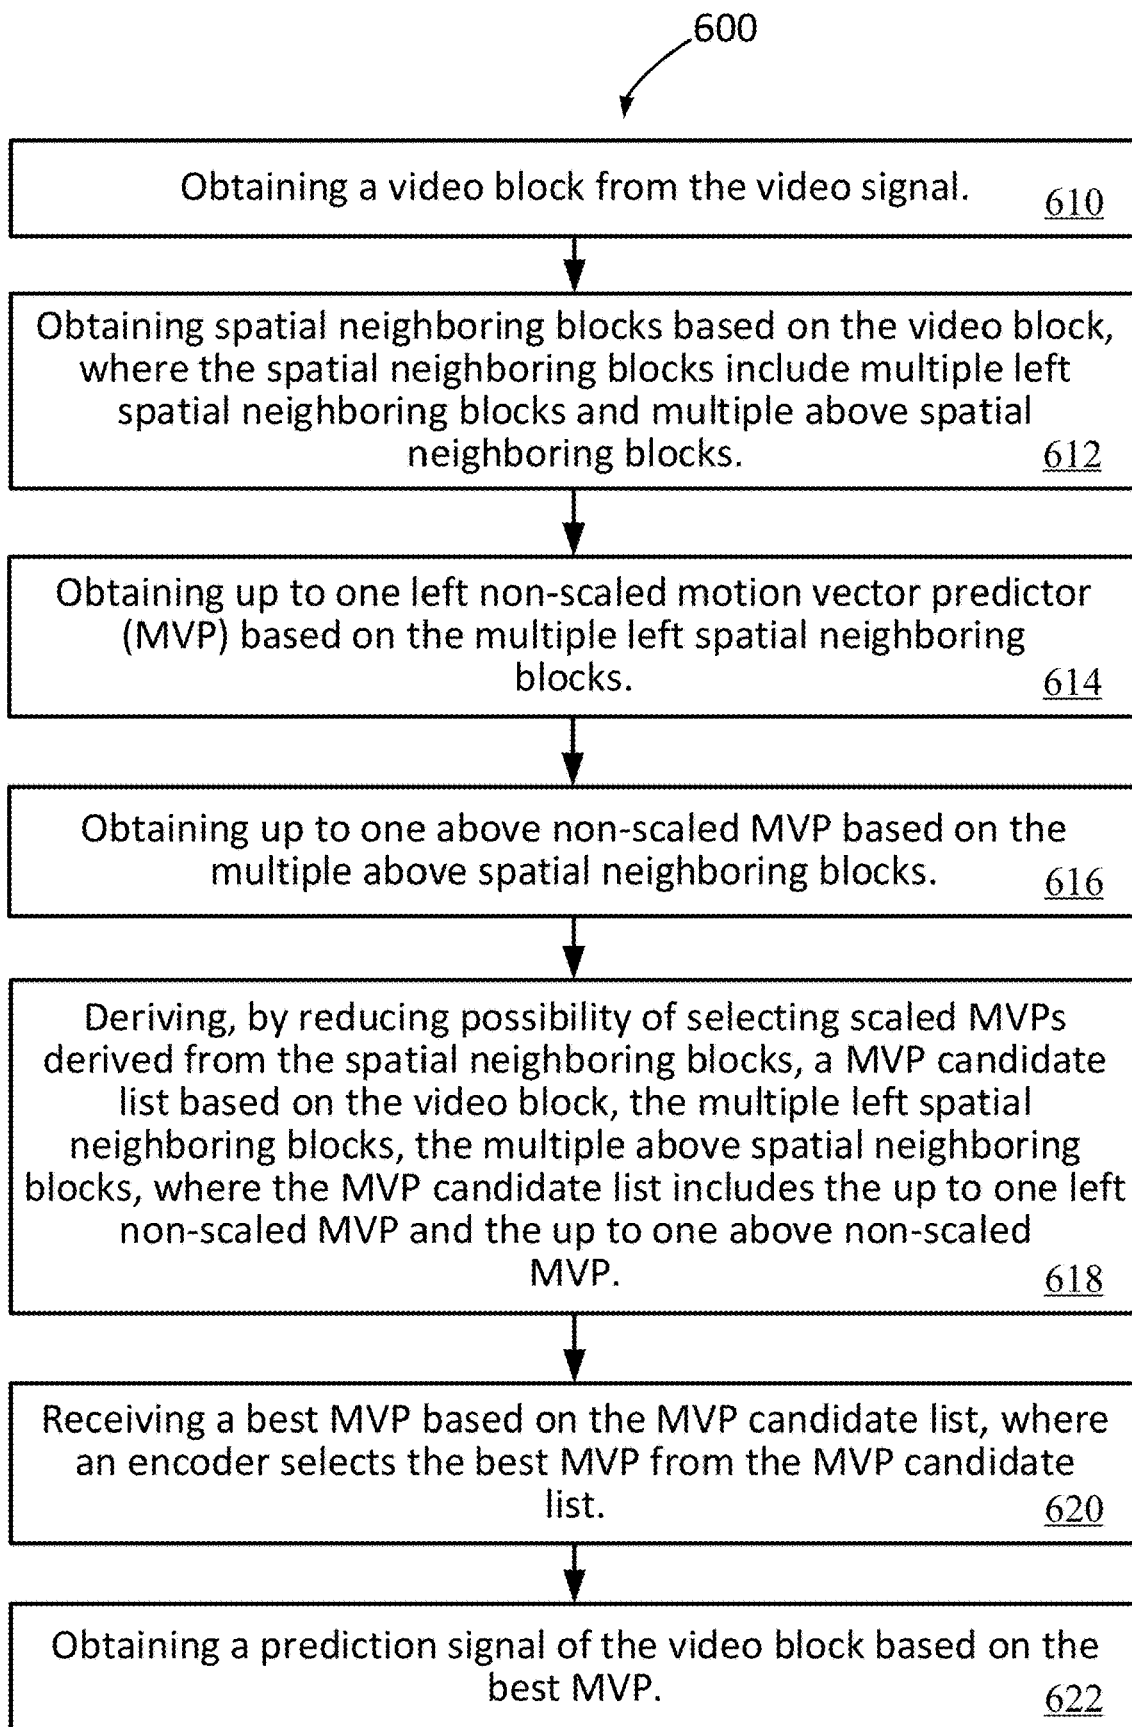 600
Obtaining a video block from the video signal.
610
Obtaining spatial neighboring blocks based on the video block,
where the spatial neighboring blocks include multiple left
spatial neighboring blocks and multiple above spatial
neighboring blocks.
612
Obtaining up to one left non-scaled motion vector predictor
(MVP) based on the multiple left spatial neighboring
blocks.
614
Obtaining up to one above non-scaled MVP based on the
multiple above spatial neighboring blocks.
616
Deriving, by reducing possibility of selecting scaled MVPs
derived from the spatial neighboring blocks, a MVP candidate
list based on the video block, the multiple left spatial
neighboring blocks, the multiple above spatial neighboring
blocks, where the MVP candidate list includes the up to one left
non-scaled MVP and the up to one above non-scaled
MVP.
618
Receiving a best MVP based on the MVP candidate list, where
an encoder selects the best MVP from the MVP candidate
list.
620
Obtaining a prediction signal of the video block based on the
best MVP.
622